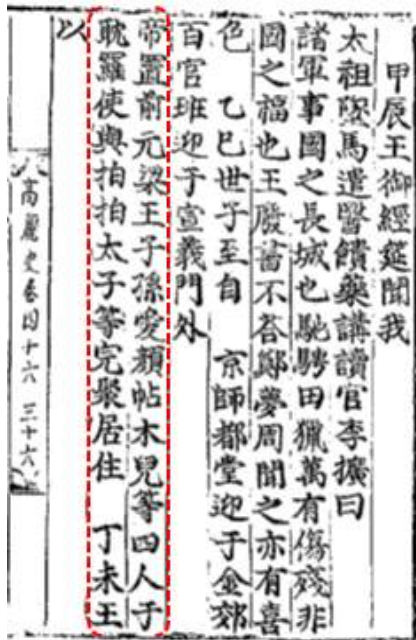 甲辰王御經筵聞我
太祖墜馬遣醫饋藥講讀官李擴曰
諸軍事國之長城也馳騁田獵萬有傷殘非
國之福也王廢書不答鄭夢周聞之亦有喜
色 乙巳世子至自 京師都堂迎于金郊
百官班迎于宣義門外
帝置前元梁王子孫愛顔帖木兒等四人于
耽羅使與拍拍太子等完聚居住 丁未王
以
高麗史卷四十六 三十六